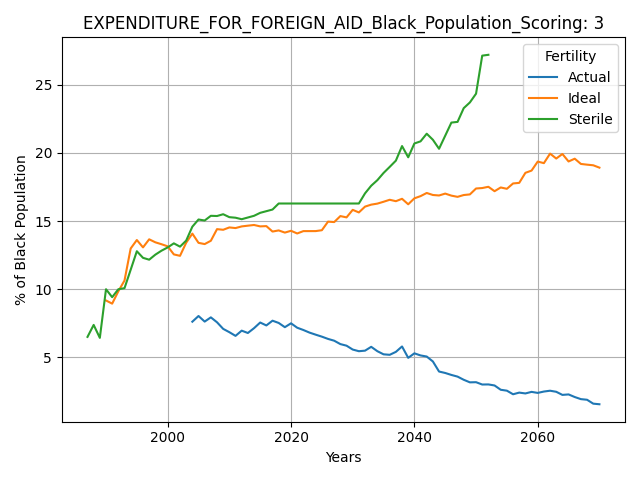 EXPENDITURE_FOR_FOREIGN_AID_Black_Population_Scoring: 3
% of Black Population
25
20
15
10
5
2000 2020 2040 2060
Years
Fertility
Actual
Ideal
Sterile